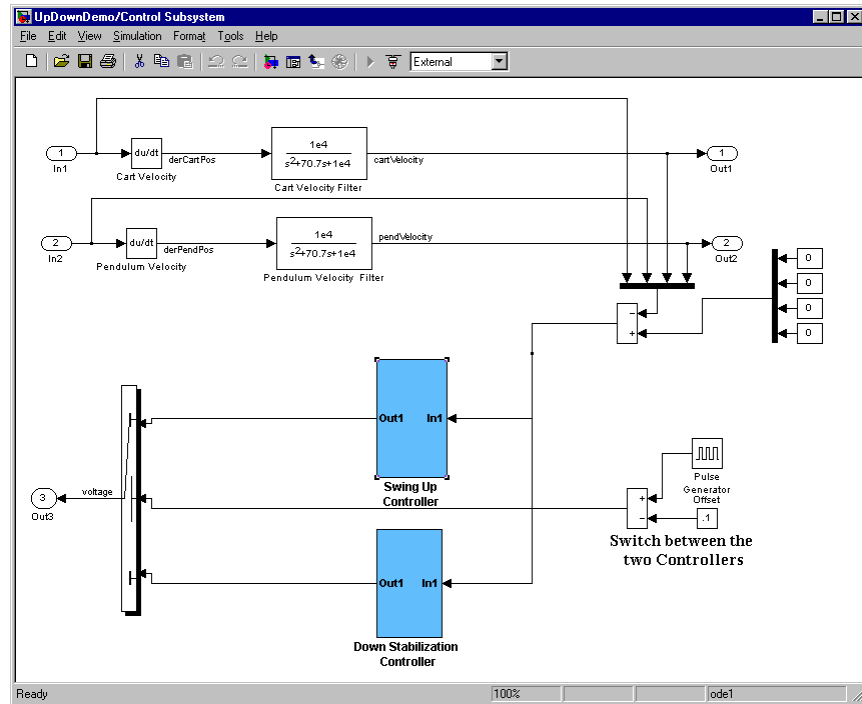 UpDownDemo/Control Subsystem
File Edit View Simulation Format Tools Help
External
1
In1
du/dt
Cart Velocity
derCartPos
1e4
s²+70.7s+1e4
Cart Velocity Filter
cartVelocity
1
Out1
2
In2
du/dt
Pendulum Velocity
derPendPos
1e4
s²+70.7s+1e4
Pendulum Velocity Filter
pendVelocity
2
Out2
0
0
0
0
−
+
Out1 In1
Swing Up
Controller
Pulse
Generator
Offset
+
−
.1
Switch between the
two Controllers
3
Out3
voltage
Out1 In1
Down Stabilization
Controller
Ready
100%
ode1